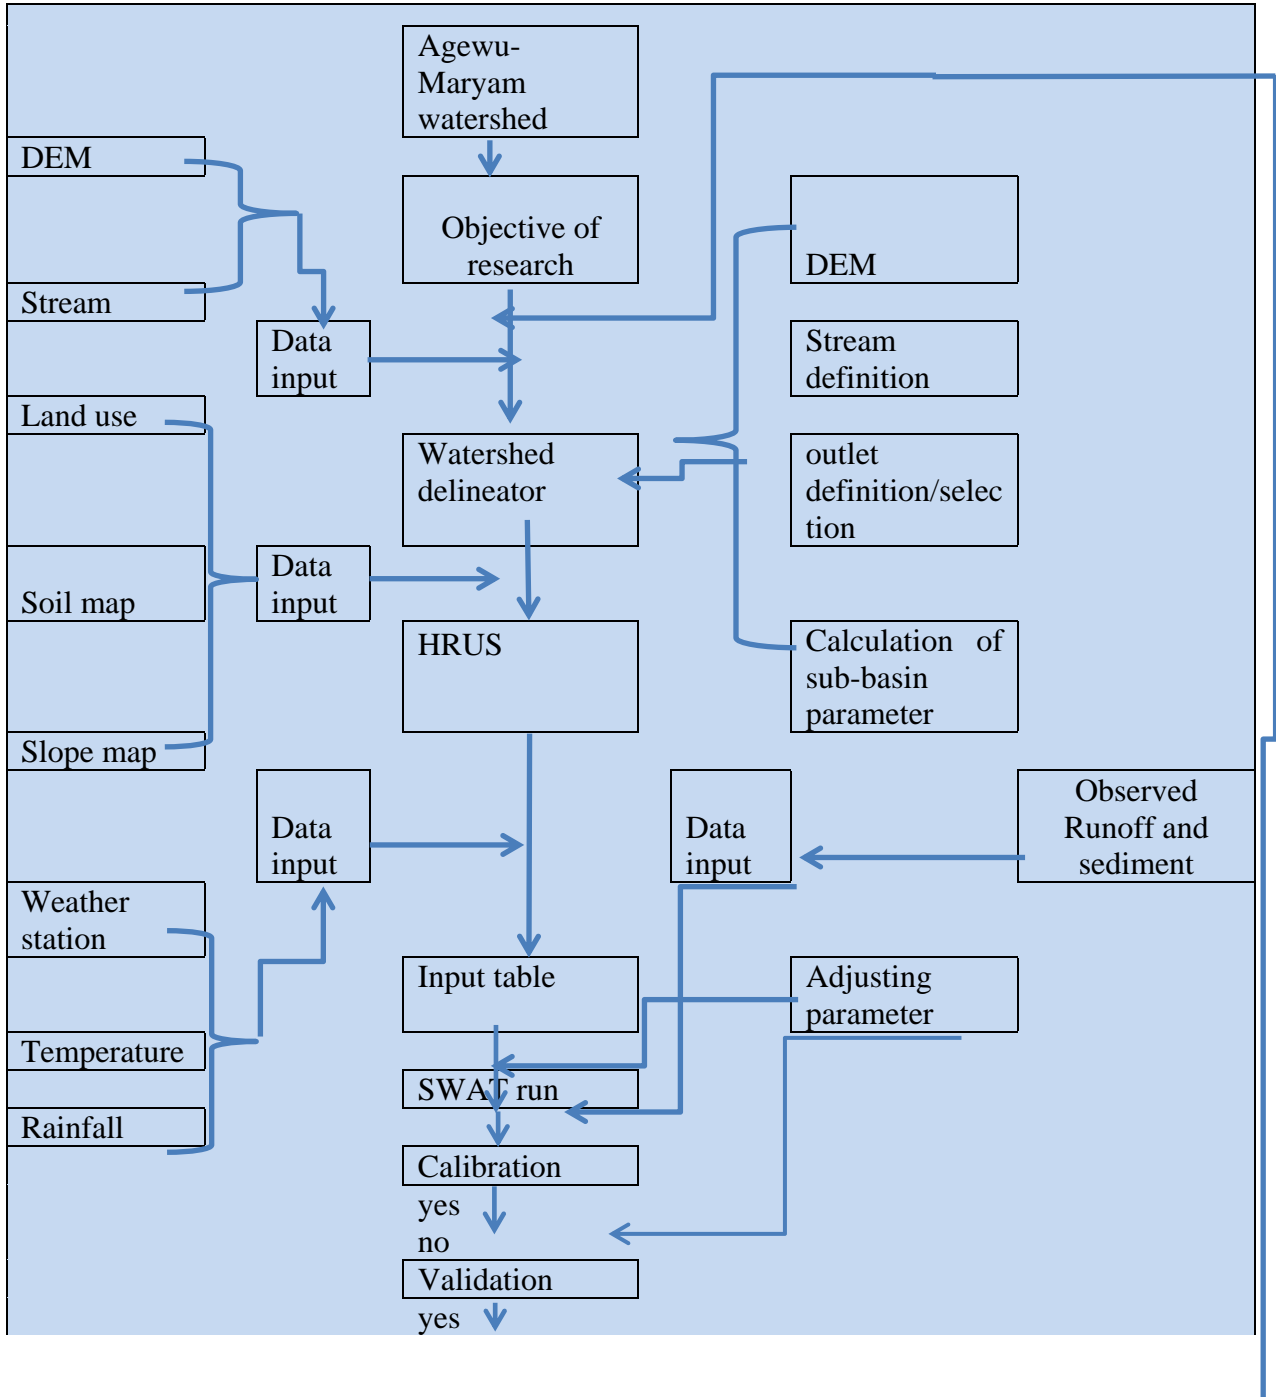 Agewu-
Maryam
watershed
DEM
Objective of
research
DEM
Stream
Data
input
Stream
definition
Land use
Watershed
delineator
outlet
definition/selec
tion
Soil map
Data
input
HRUS
Calculation of
sub-basin
parameter
Slope map
Data
input
Data
input
Observed
Runoff and
sediment
Weather
station
Input table
Adjusting
parameter
Temperature
SWAT run
Rainfall
Calibration
yes
no
Validation
yes